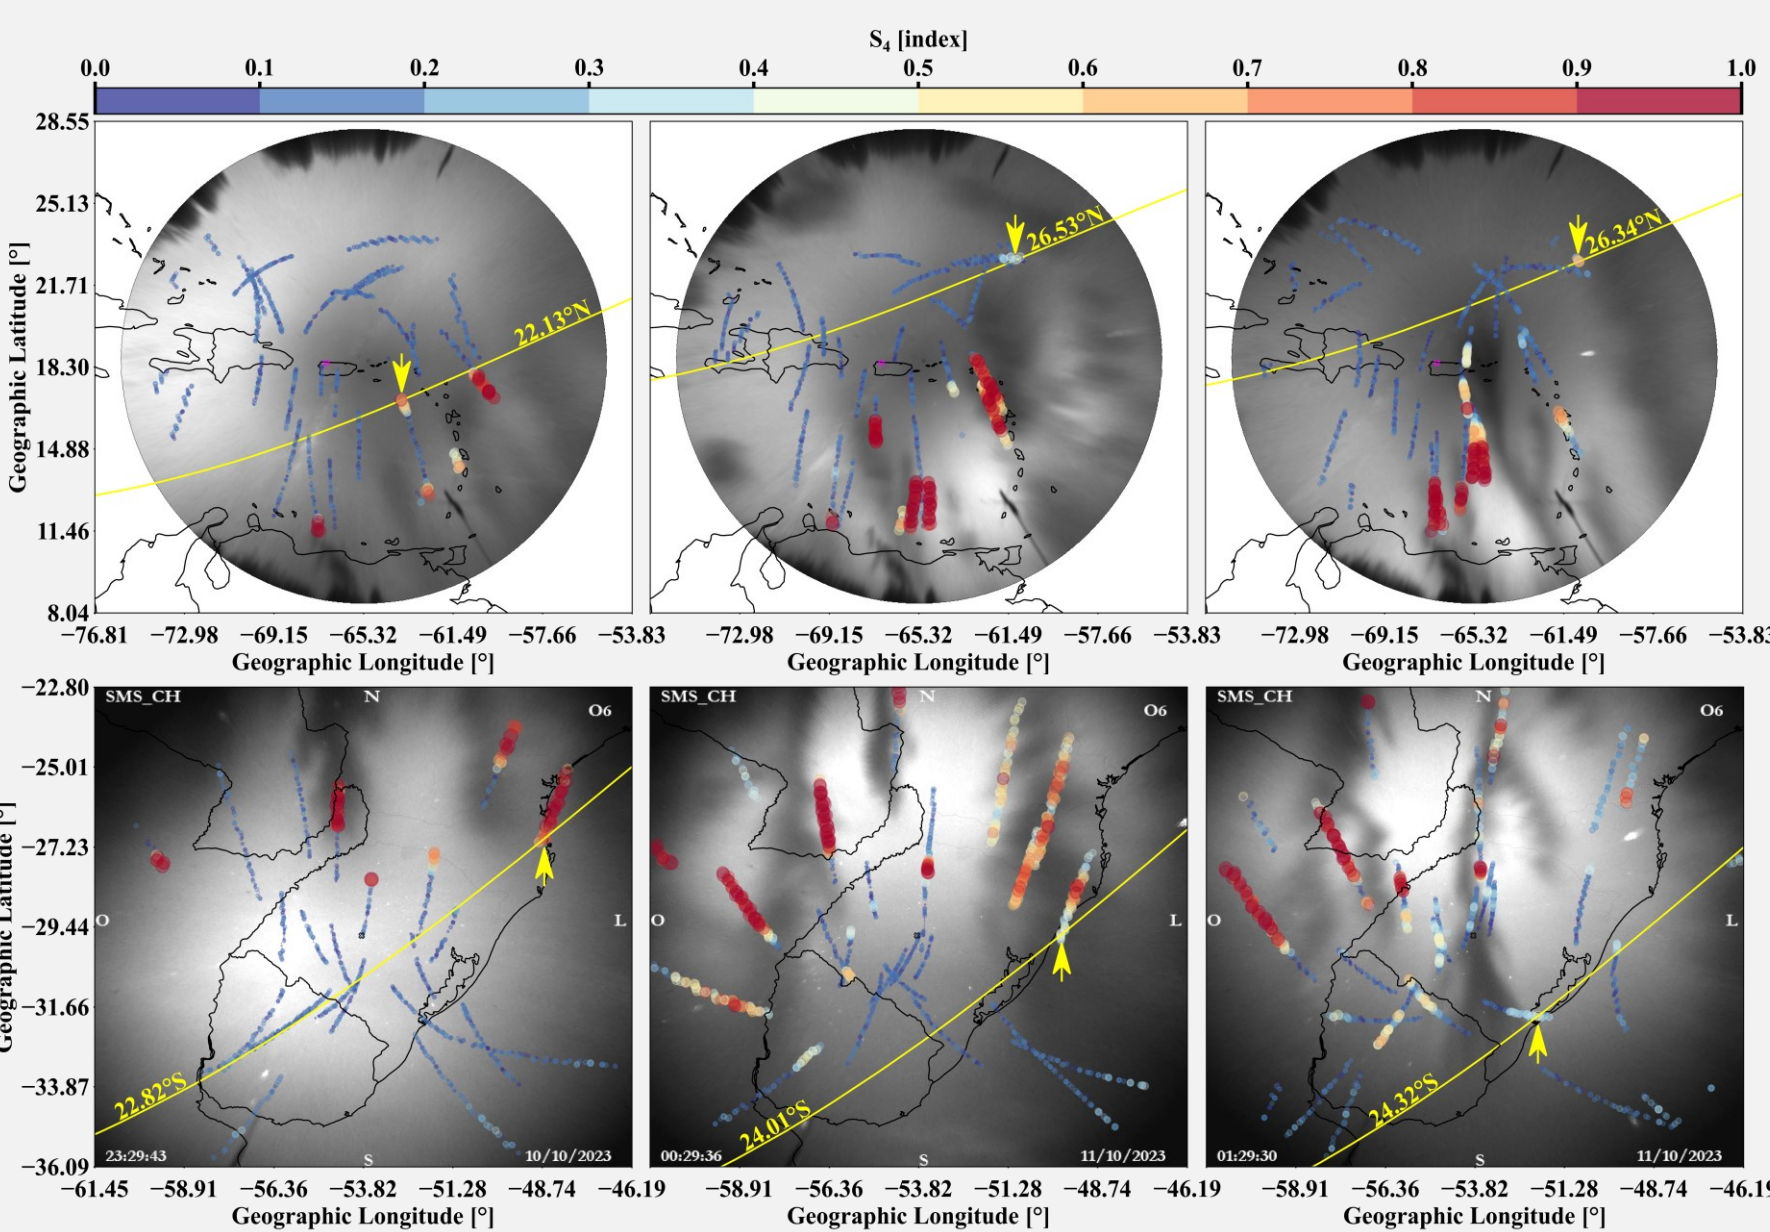 S₄ [index]
0.0 0.1 0.2 0.3 0.4 0.5 0.6 0.7 0.8 0.9 1.0
28.55
25.13
21.71
18.30
14.88
11.46
8.04
Geographic Latitude [°]
22.13°N
26.53°N
26.34°N
−76.81 −72.98 −69.15 −65.32 −61.49 −57.66 −53.83
−72.98 −69.15 −65.32 −61.49 −57.66 −53.83
−72.98 −69.15 −65.32 −61.49 −57.66 −53.83
Geographic Longitude [°]
Geographic Longitude [°]
Geographic Longitude [°]
−22.80
−25.01
−27.23
−29.44
−31.66
−33.87
−36.09
Geographic Latitude [°]
SMS_CH N O6
O L
22.82°S
23:29:43 S 10/10/2023
SMS_CH N O6
O L
24.01°S
00:29:36 S 11/10/2023
SMS_CH N O6
O L
24.32°S
01:29:30 S 11/10/2023
−61.45 −58.91 −56.36 −53.82 −51.28 −48.74 −46.19
−58.91 −56.36 −53.82 −51.28 −48.74 −46.19
−58.91 −56.36 −53.82 −51.28 −48.74 −46.19
Geographic Longitude [°]
Geographic Longitude [°]
Geographic Longitude [°]